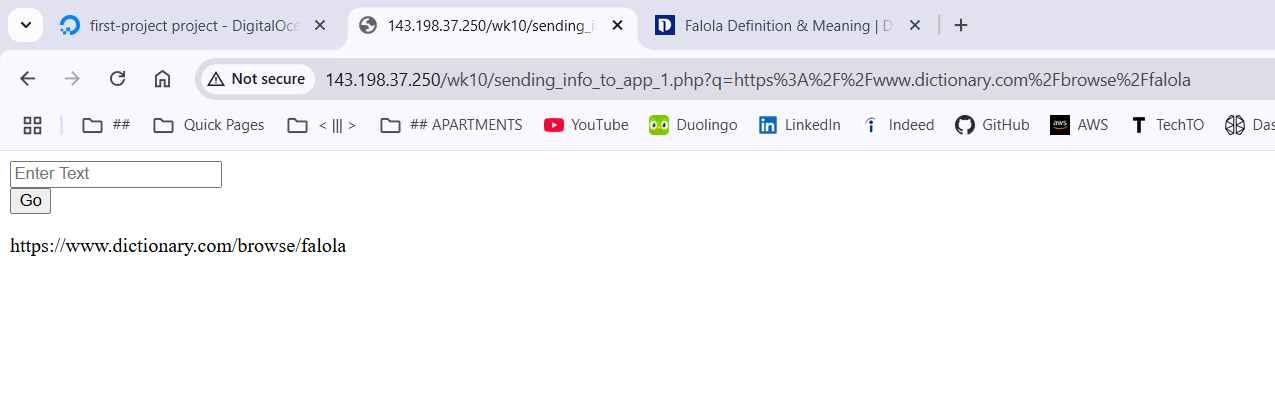 first-project project - DigitalOce
143.198.37.250/wk10/sending_i
Falola Definition & Meaning | D
Not secure 143.198.37.250/wk10/sending_info_to_app_1.php?q=https%3A%2F%2Fwww.dictionary.com%2Fbrowse%2Ffalola
## Quick Pages < ||| > ## APARTMENTS YouTube Duolingo LinkedIn Indeed GitHub aws AWS T TechTO Das
Enter Text
Go
https://www.dictionary.com/browse/falola